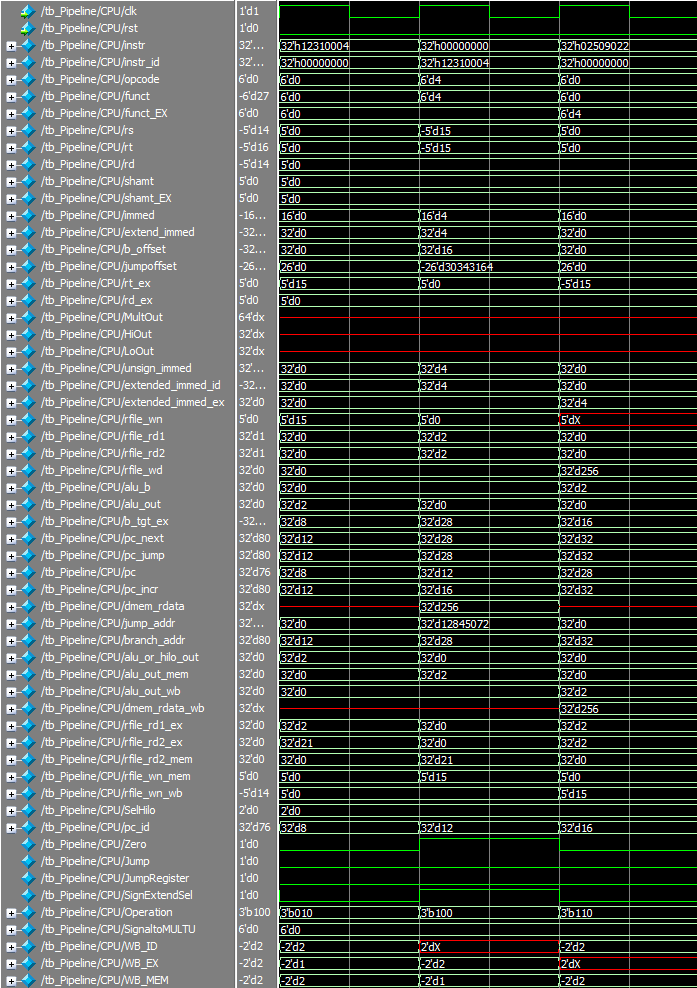 /tb_Pipeline/CPU/clk 1'd1
/tb_Pipeline/CPU/rst 1'd0
/tb_Pipeline/CPU/instr 32'... 32'h12310004 32'h00000000 32'h02509022
/tb_Pipeline/CPU/instr_id 32'... 32'h00000000 32'h12310004 32'h00000000
/tb_Pipeline/CPU/opcode 6'd0 6'd0 6'd4 6'd0
/tb_Pipeline/CPU/funct -6'd27 6'd0 6'd4 6'd0
/tb_Pipeline/CPU/funct_EX 6'd0 6'd0 6'd4
/tb_Pipeline/CPU/rs -5'd14 5'd0 -5'd15 5'd0
/tb_Pipeline/CPU/rt -5'd16 5'd0 -5'd15 5'd0
/tb_Pipeline/CPU/rd -5'd14 5'd0
/tb_Pipeline/CPU/shamt 5'd0 5'd0
/tb_Pipeline/CPU/shamt_EX 5'd0 5'd0
/tb_Pipeline/CPU/immed -16... 16'd0 16'd4 16'd0
/tb_Pipeline/CPU/extend_immed -32... 32'd0 32'd4 32'd0
/tb_Pipeline/CPU/b_offset -32... 32'd0 32'd16 32'd0
/tb_Pipeline/CPU/jumpoffset -26... 26'd0 -26'd30343164 26'd0
/tb_Pipeline/CPU/rt_ex 5'd0 5'd15 5'd0 -5'd15
/tb_Pipeline/CPU/rd_ex 5'd0 5'd0
/tb_Pipeline/CPU/MultOut 64'dx
/tb_Pipeline/CPU/HiOut 32'dx
/tb_Pipeline/CPU/LoOut 32'dx
/tb_Pipeline/CPU/unsign_immed 32'... 32'd0 32'd4 32'd0
/tb_Pipeline/CPU/extended_immed_id -32... 32'd0 32'd4 32'd0
/tb_Pipeline/CPU/extended_immed_ex 32'd0 32'd0 32'd4
/tb_Pipeline/CPU/rfile_wn 5'd0 5'd15 5'd0 5'dX
/tb_Pipeline/CPU/rfile_rd1 32'd1 32'd0 32'd2 32'd0
/tb_Pipeline/CPU/rfile_rd2 32'd1 32'd0 32'd2 32'd0
/tb_Pipeline/CPU/rfile_wd 32'd0 32'd0 32'd256
/tb_Pipeline/CPU/alu_b 32'd0 32'd0 32'd2
/tb_Pipeline/CPU/alu_out 32'd0 32'd2 32'd0 32'd0
/tb_Pipeline/CPU/b_tgt_ex -32... 32'd8 32'd28 32'd16
/tb_Pipeline/CPU/pc_next 32'd80 32'd12 32'd28 32'd32
/tb_Pipeline/CPU/pc_jump 32'd80 32'd12 32'd28 32'd32
/tb_Pipeline/CPU/pc 32'd76 32'd8 32'd12 32'd28
/tb_Pipeline/CPU/pc_incr 32'd80 32'd12 32'd16 32'd32
/tb_Pipeline/CPU/dmem_rdata 32'dx 32'd256
/tb_Pipeline/CPU/jump_addr 32'... 32'd0 32'd12845072 32'd0
/tb_Pipeline/CPU/branch_addr 32'd80 32'd12 32'd28 32'd32
/tb_Pipeline/CPU/alu_or_hilo_out 32'd0 32'd2 32'd0 32'd0
/tb_Pipeline/CPU/alu_out_mem 32'd0 32'd0 32'd2 32'd0
/tb_Pipeline/CPU/alu_out_wb 32'd0 32'd0 32'd2
/tb_Pipeline/CPU/dmem_rdata_wb 32'dx 32'd256
/tb_Pipeline/CPU/rfile_rd1_ex 32'd0 32'd2 32'd0 32'd2
/tb_Pipeline/CPU/rfile_rd2_ex 32'd0 32'd21 32'd0 32'd2
/tb_Pipeline/CPU/rfile_rd2_mem 32'd0 32'd0 32'd21 32'd0
/tb_Pipeline/CPU/rfile_wn_mem 5'd0 5'd0 5'd15 5'd0
/tb_Pipeline/CPU/rfile_wn_wb -5'd14 5'd0 5'd15
/tb_Pipeline/CPU/SelHilo 2'd0 2'd0
/tb_Pipeline/CPU/pc_id 32'd76 32'd8 32'd12 32'd16
/tb_Pipeline/CPU/Zero 1'd0
/tb_Pipeline/CPU/Jump 1'd0
/tb_Pipeline/CPU/JumpRegister 1'd0
/tb_Pipeline/CPU/SignExtendSel 1'd0
/tb_Pipeline/CPU/Operation 3'b100 3'b010 3'b100 3'b110
/tb_Pipeline/CPU/SignaltoMULTU 6'd0 6'd0
/tb_Pipeline/CPU/WB_ID -2'd2 -2'd2 2'dX -2'd2
/tb_Pipeline/CPU/WB_EX -2'd2 -2'd1 -2'd2 2'dX
/tb_Pipeline/CPU/WB_MEM -2'd2 -2'd2 -2'd1 -2'd2